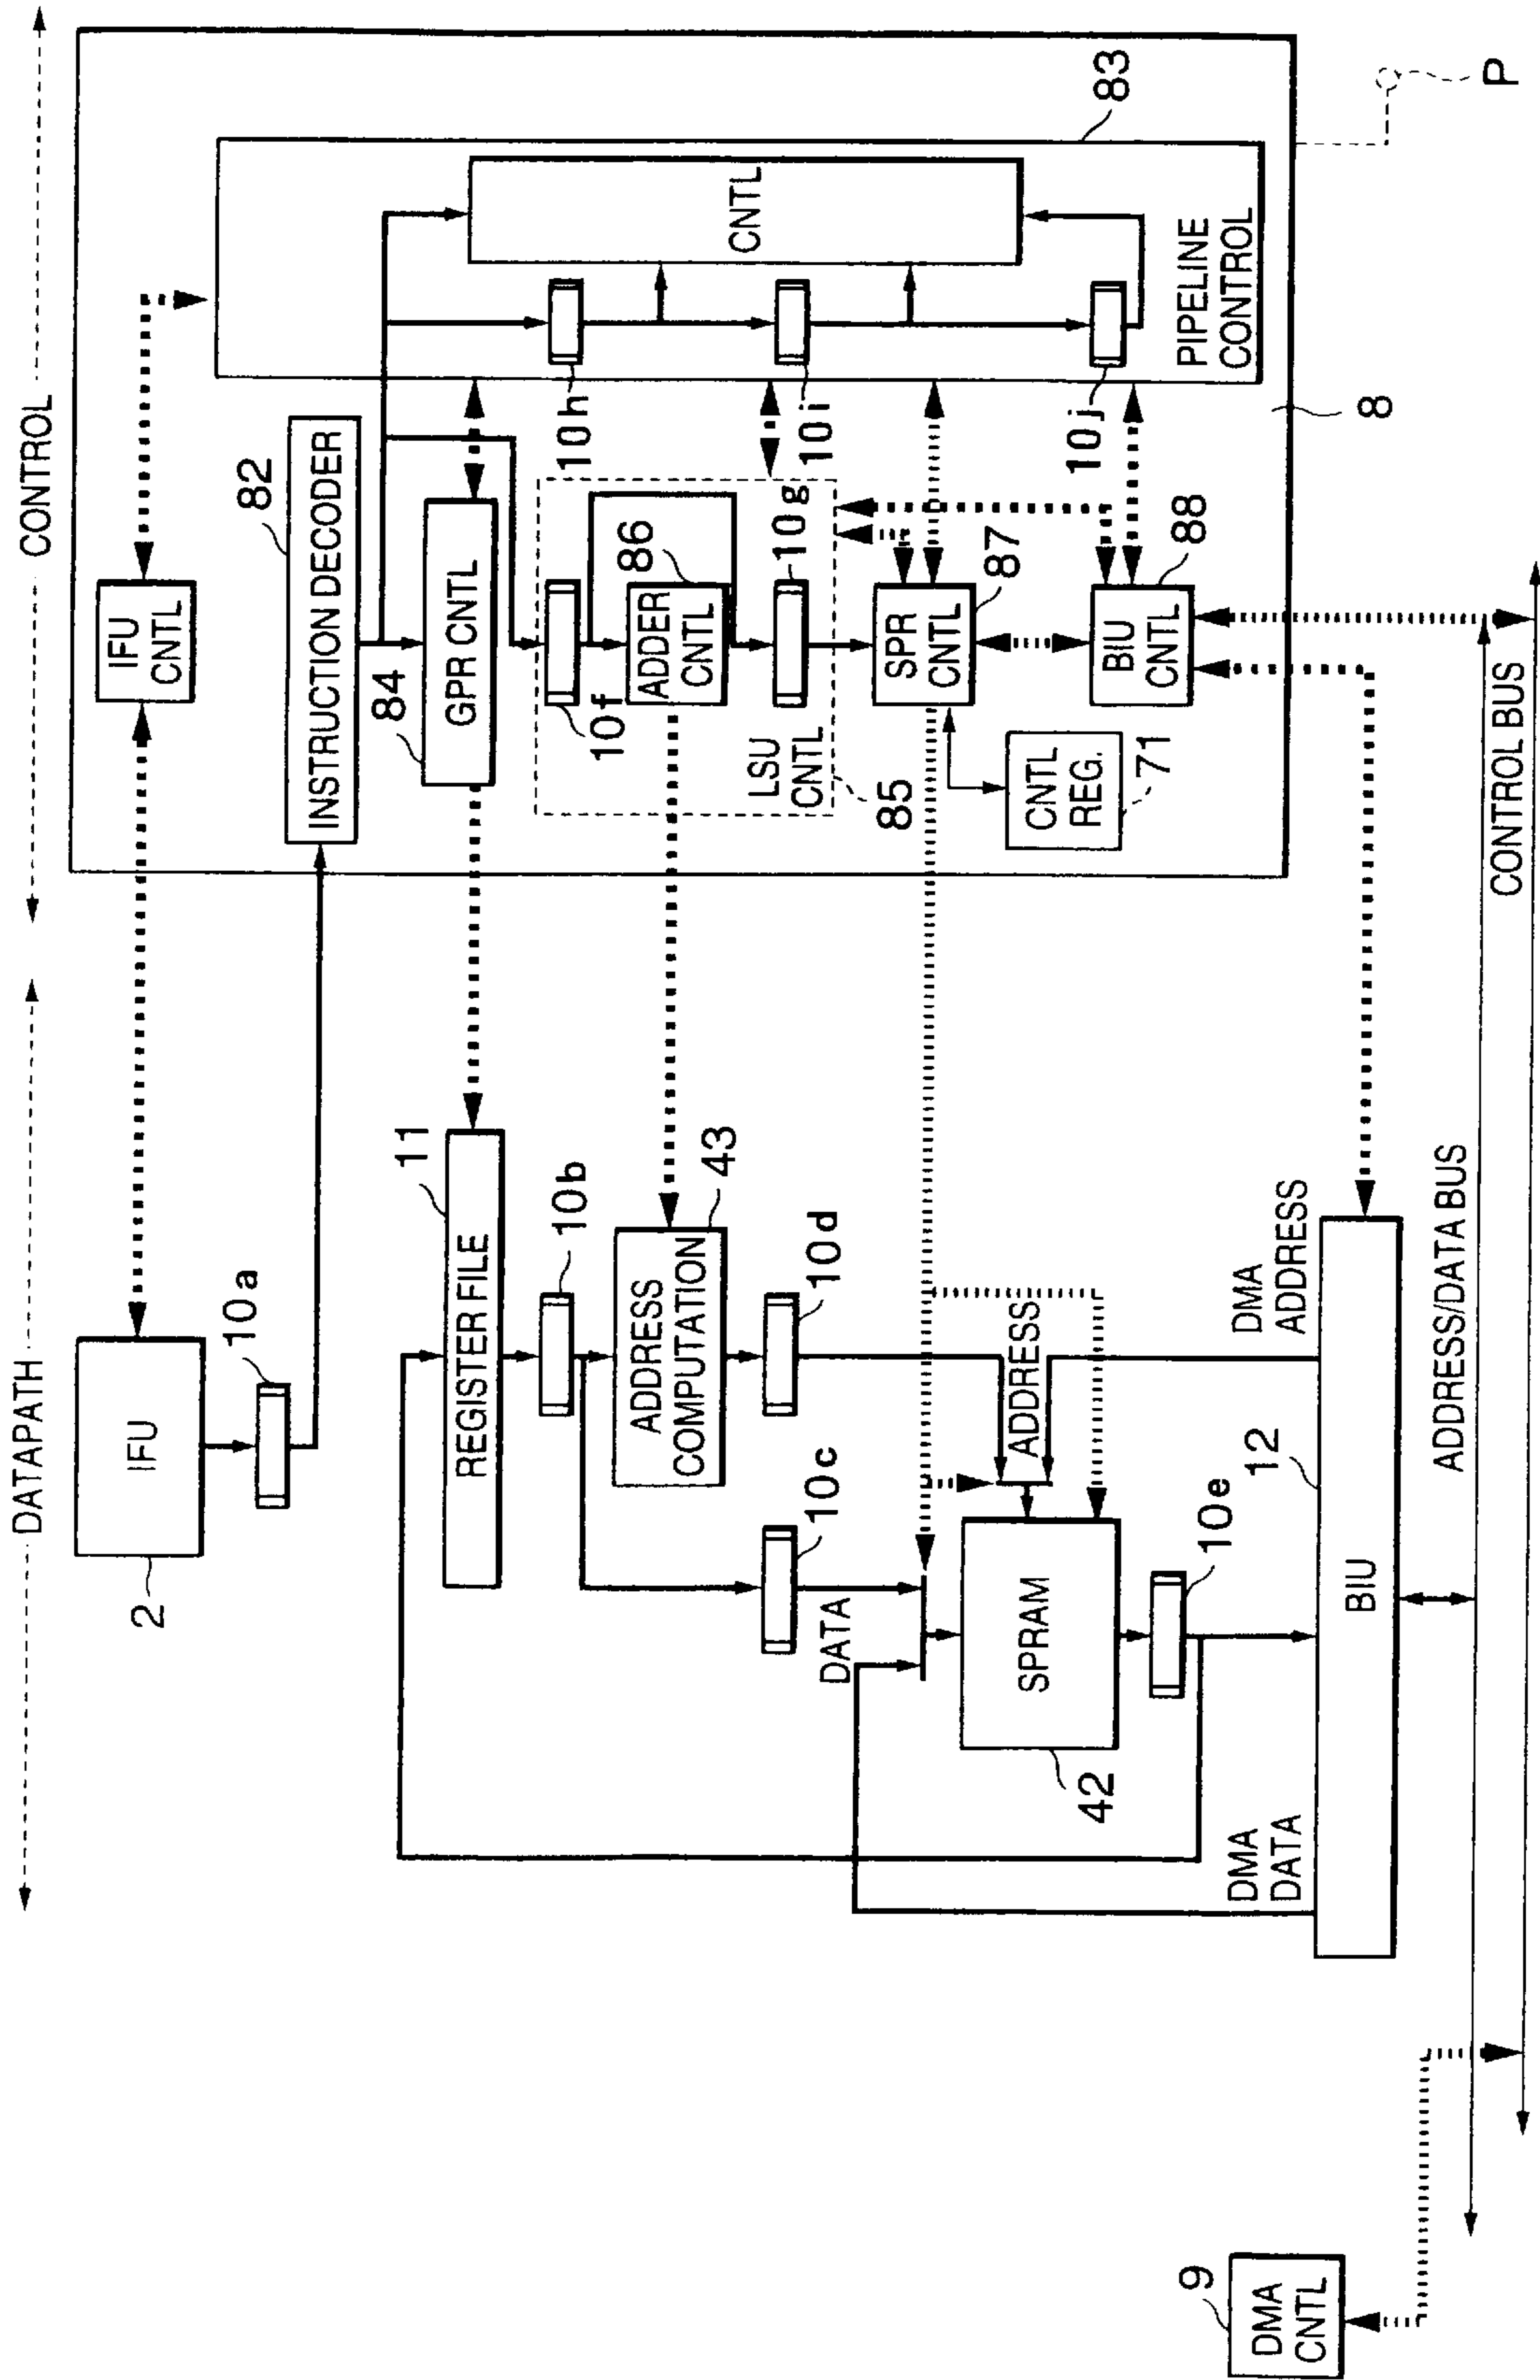 DATAPATH
CONTROL
IFU
2
10a
IFU
CNTL
INSTRUCTION DECODER
82
REGISTER FILE
11
84
GPR CNTL
10b
10f
10h
ADDRESS
COMPUTATION
43
ADDER
CNTL
86
CNTL
83
10c
10d
LSU
CNTL
85
10g
10i
DATA
ADDRESS
SPR
CNTL
87
SPRAM
42
CNTL
REG.
71
10e
BIU
CNTL
88
10j
PIPELINE
CONTROL
DMA
DATA
DMA
ADDRESS
12
BIU
8
P
9
DMA
CNTL
ADDRESS/DATA BUS
CONTROL BUS